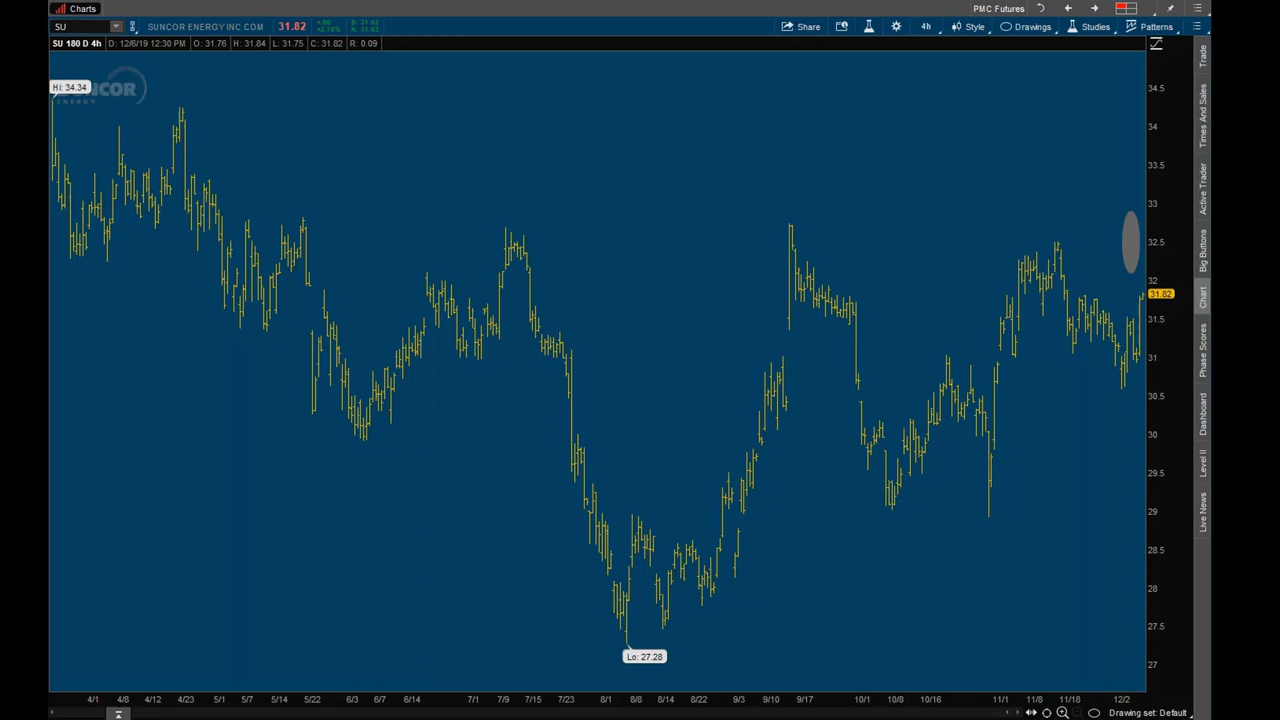 Charts
PMC Futures
SU
SUNCOR ENERGY INC COM
31.82
B: 31.82
A: 31.83
Share
4h
Style
Drawings
Studies
Patterns
SU 180 D 4h
D: 12/6/19 12:30 PM
O: 31.76
H: 31.84
L: 31.75
C: 31.82
R: 0.09
Hi: 34.34
ENERGY
34.5
34
33.5
33
32.5
32
31.82
31.5
31
30.5
30
29.5
29
28.5
28
27.5
27
Lo: 27.28
Trade
Times And Sales
Active Trader
Big Buttons
Chart
Phase Scores
Dashboard
Level II
Live News
4/1 4/8 4/12 4/23 5/1 5/7 5/14 5/22 6/3 6/7 6/14 7/1 7/9 7/15 7/23 8/1 8/8 8/14 8/22 9/3 9/10 9/17 10/1 10/8 10/16 11/1 11/8 11/18 12/2
Drawing set: Default